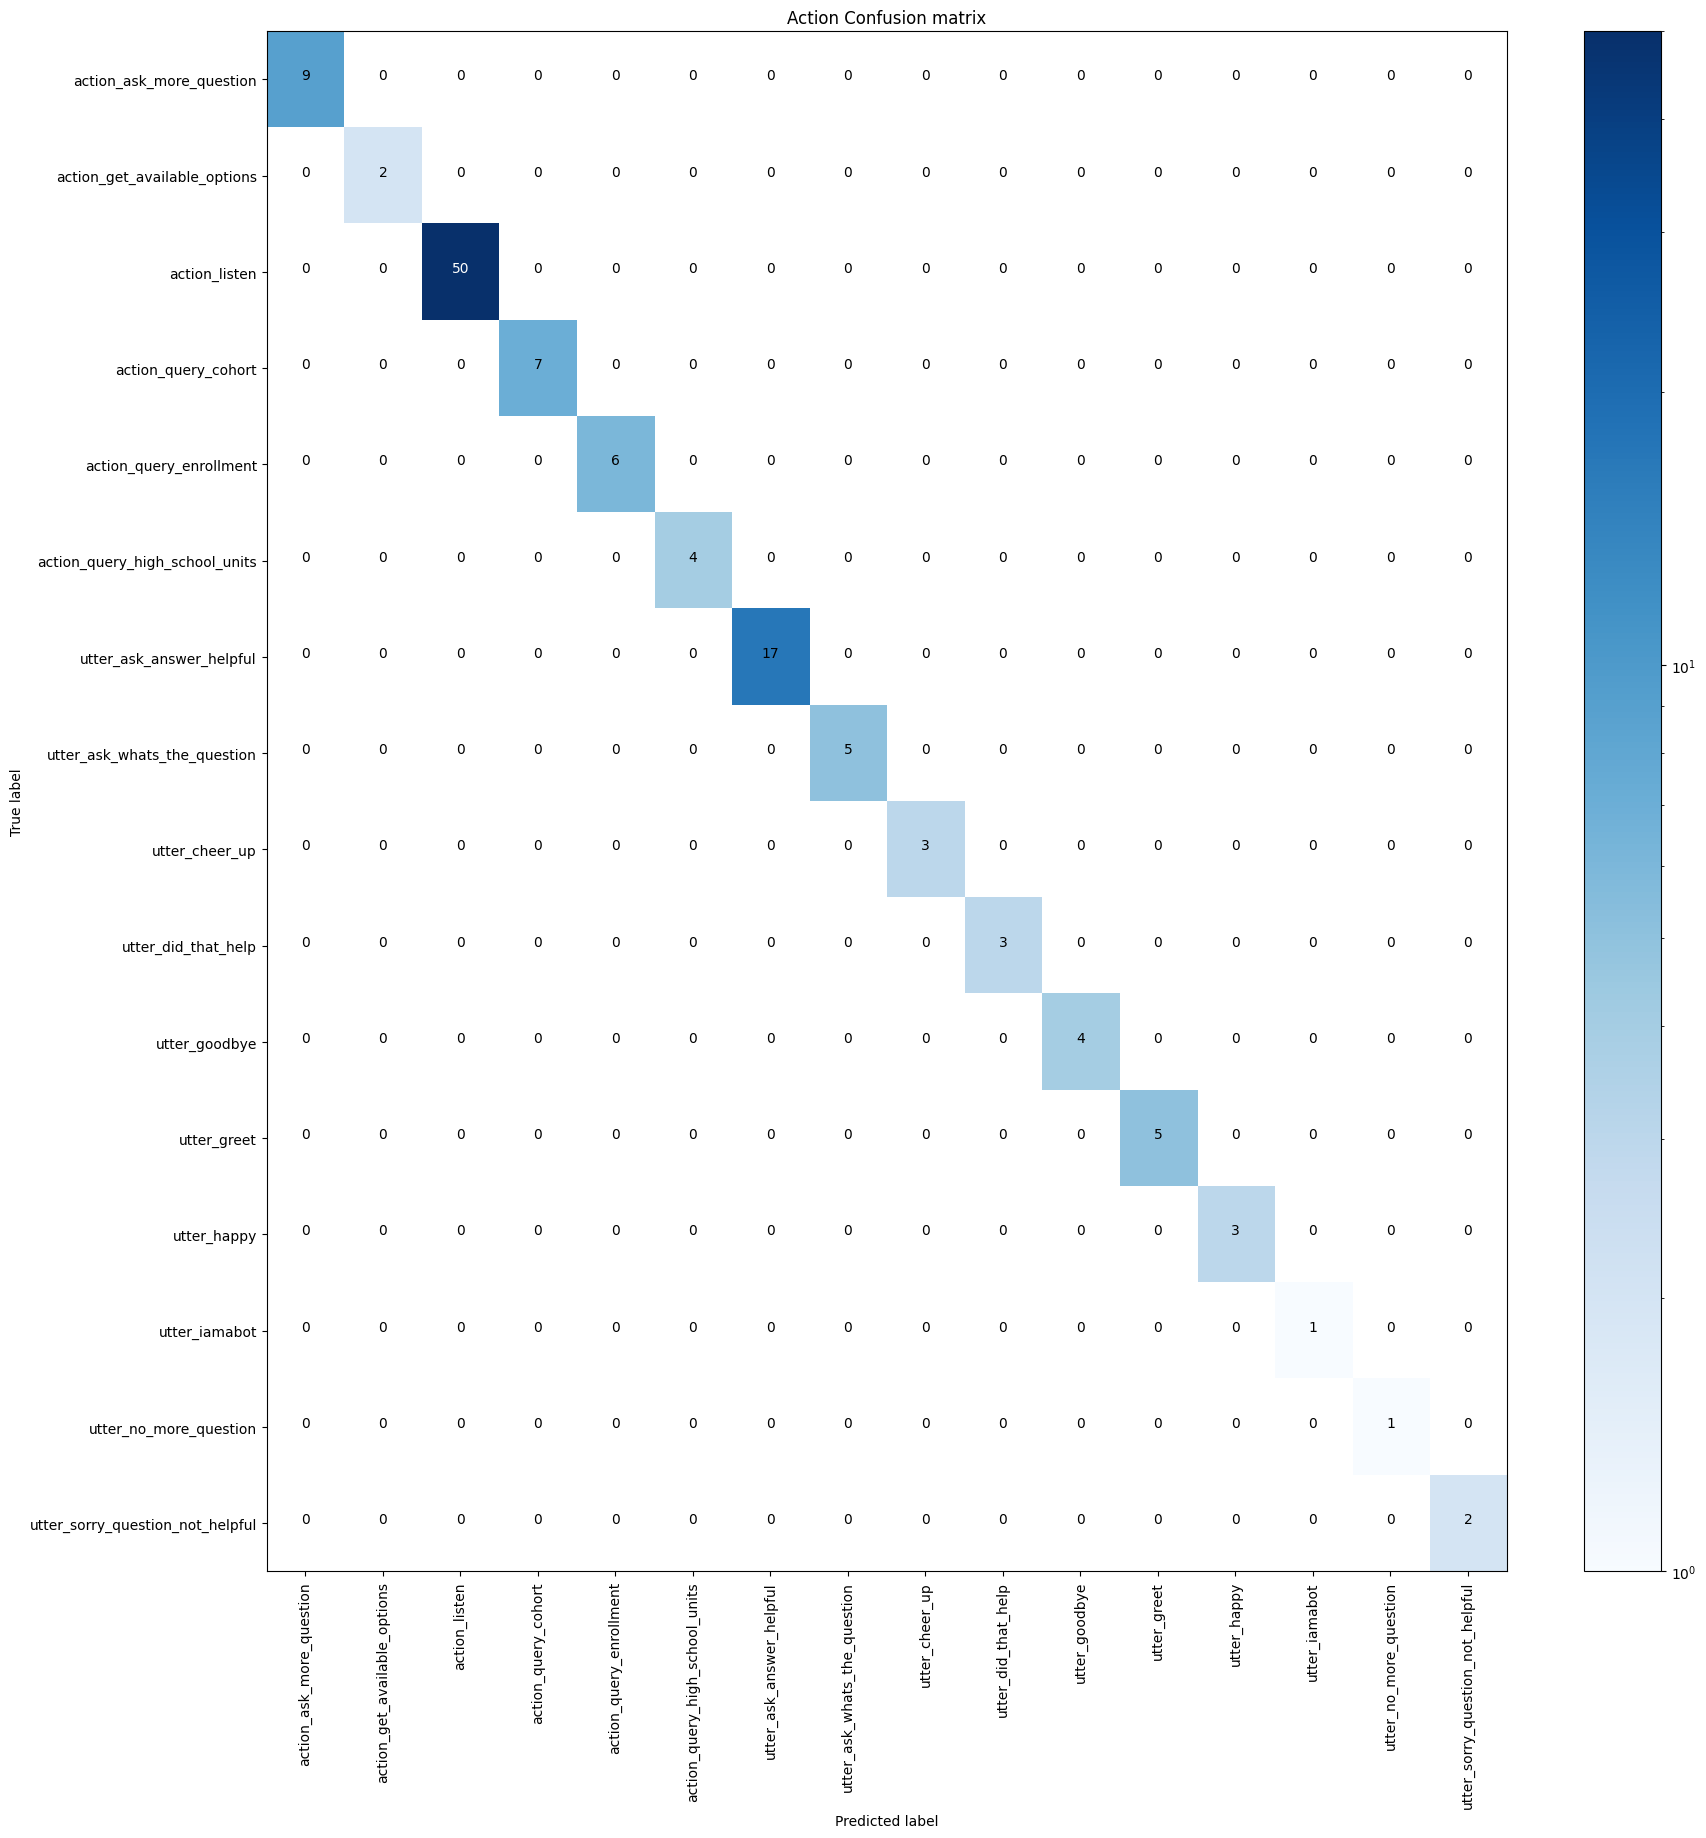 Action Confusion matrix
True label
action_ask_more_question 9 0 0 0 0 0 0 0 0 0 0 0 0 0 0 0
action_get_available_options 0 2 0 0 0 0 0 0 0 0 0 0 0 0 0 0
action_listen 0 0 50 0 0 0 0 0 0 0 0 0 0 0 0 0
action_query_cohort 0 0 0 7 0 0 0 0 0 0 0 0 0 0 0 0
action_query_enrollment 0 0 0 0 6 0 0 0 0 0 0 0 0 0 0 0
action_query_high_school_units 0 0 0 0 0 4 0 0 0 0 0 0 0 0 0 0
utter_ask_answer_helpful 0 0 0 0 0 0 17 0 0 0 0 0 0 0 0 0
utter_ask_whats_the_question 0 0 0 0 0 0 0 5 0 0 0 0 0 0 0 0
utter_cheer_up 0 0 0 0 0 0 0 0 3 0 0 0 0 0 0 0
utter_did_that_help 0 0 0 0 0 0 0 0 0 3 0 0 0 0 0 0
utter_goodbye 0 0 0 0 0 0 0 0 0 0 4 0 0 0 0 0
utter_greet 0 0 0 0 0 0 0 0 0 0 0 5 0 0 0 0
utter_happy 0 0 0 0 0 0 0 0 0 0 0 0 3 0 0 0
utter_iamabot 0 0 0 0 0 0 0 0 0 0 0 0 0 1 0 0
utter_no_more_question 0 0 0 0 0 0 0 0 0 0 0 0 0 0 1 0
utter_sorry_question_not_helpful 0 0 0 0 0 0 0 0 0 0 0 0 0 0 0 2
action_ask_more_question
action_get_available_options
action_listen
action_query_cohort
action_query_enrollment
action_query_high_school_units
utter_ask_answer_helpful
utter_ask_whats_the_question
utter_cheer_up
utter_did_that_help
utter_goodbye
utter_greet
utter_happy
utter_iamabot
utter_no_more_question
utter_sorry_question_not_helpful
Predicted label
10¹
10⁰